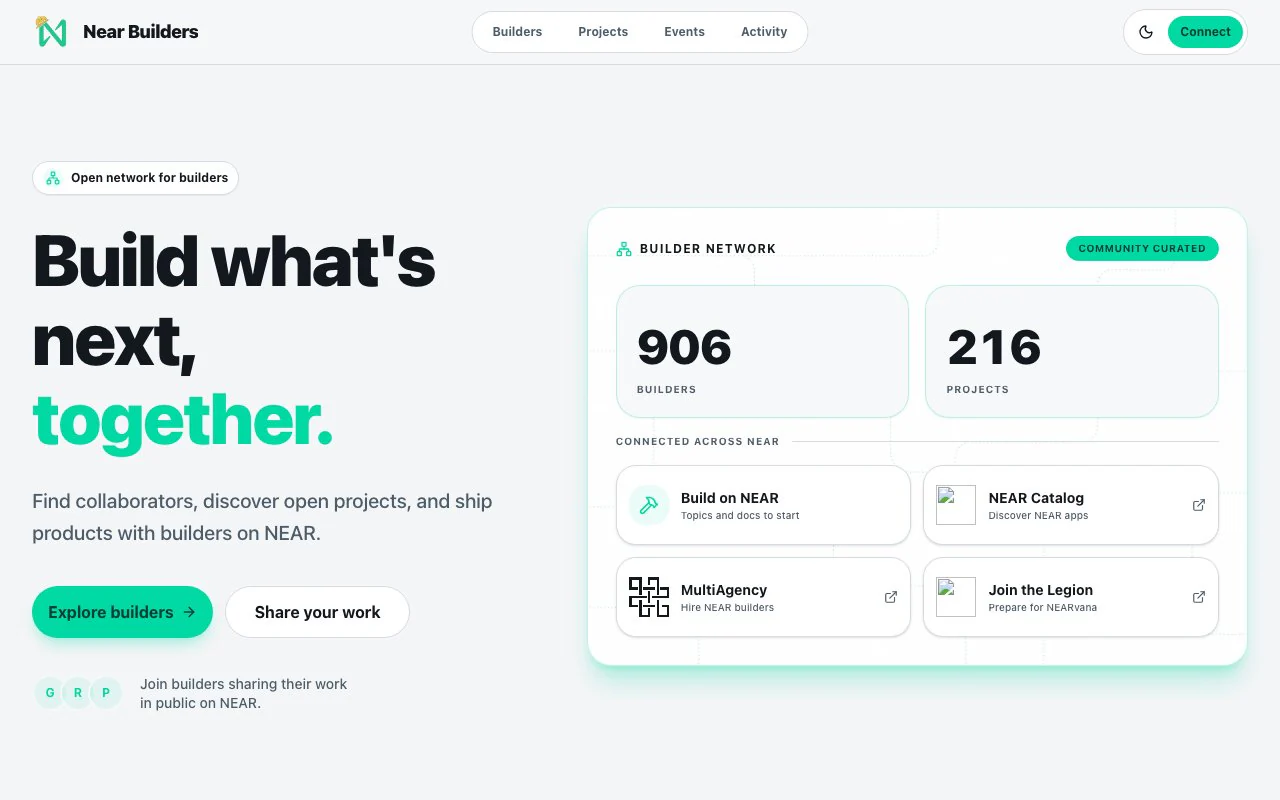 Near Builders
Builders
Projects
Events
Activity
Connect
Open network for builders
Build what's
next,
together.
Find collaborators, discover open projects, and ship
products with builders on NEAR.
Explore builders
Share your work
G
R
P
Join builders sharing their work
in public on NEAR.
BUILDER NETWORK
COMMUNITY CURATED
906
BUILDERS
216
PROJECTS
CONNECTED ACROSS NEAR
Build on NEAR
Topics and docs to start
NEAR Catalog
Discover NEAR apps
MultiAgency
Hire NEAR builders
Join the Legion
Prepare for NEARvana